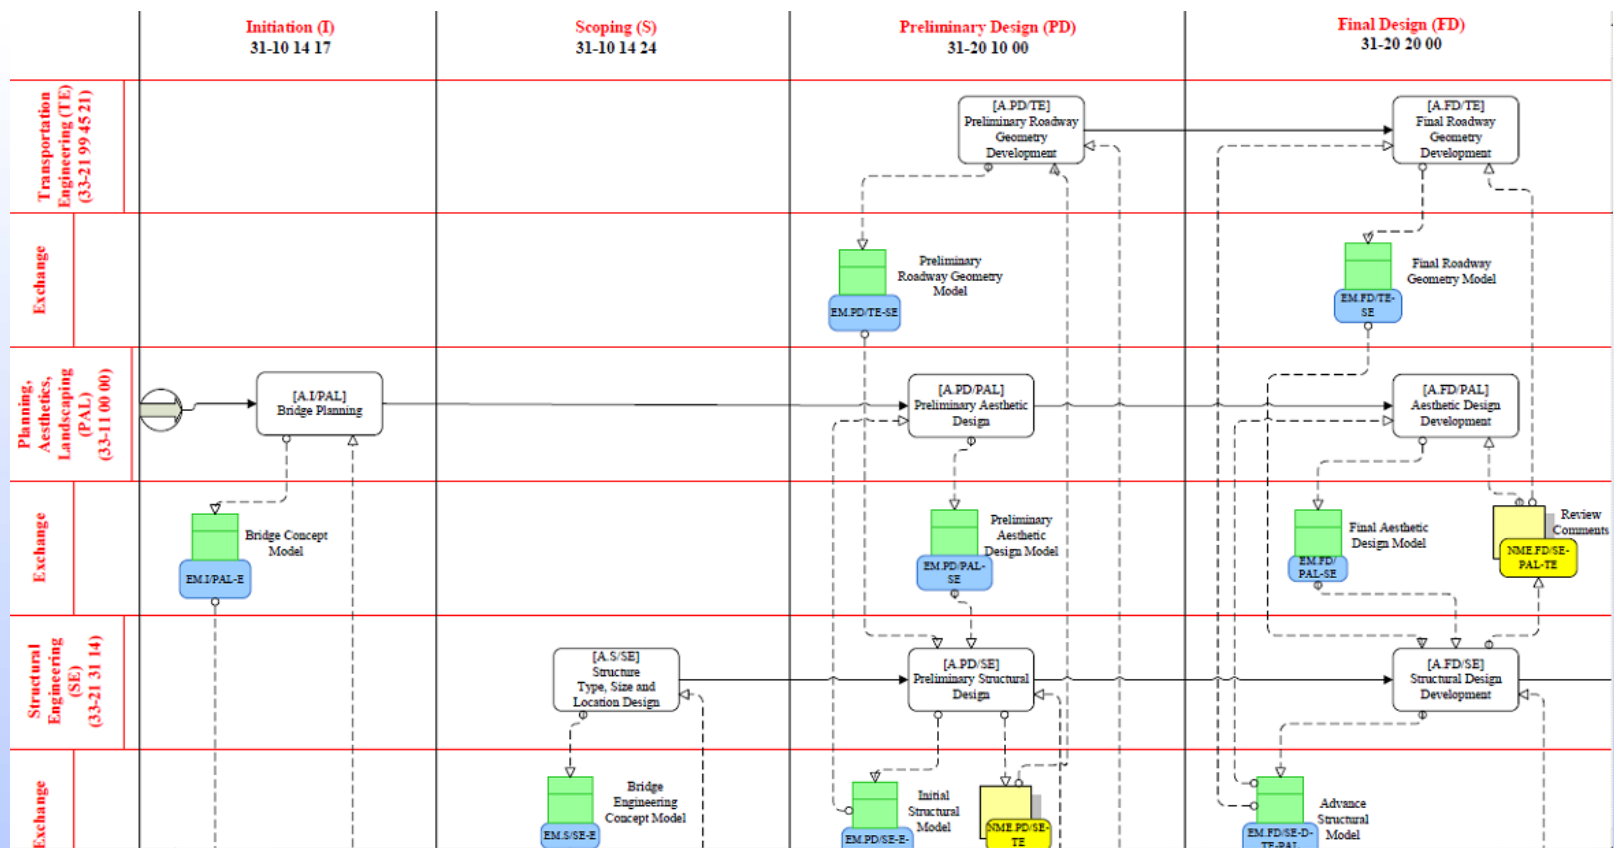 Initiation (I)
31-10 14 17
Scoping (S)
31-10 14 24
Preliminary Design (PD)
31-20 10 00
Final Design (FD)
31-20 20 00
Transportation
Engineering (TE)
(33-21 99 45 21)
[A.PD/TE]
Preliminary Roadway
Geometry
Development
[A.FD/TE]
Final Roadway
Geometry
Development
Exchange
Preliminary
Roadway Geometry
Model
EM.PD/TE-SE
Final Roadway
Geometry Model
EM.FD/TE-
SE
Planning,
Aesthetics,
Landscaping
(PAL)
(33-11 00 00)
[A.I/PAL]
Bridge Planning
[A.PD/PAL]
Preliminary Aesthetic
Design
[A.FD/PAL]
Aesthetic Design
Development
Exchange
Bridge Concept
Model
EM.I/PAL-E
Preliminary
Aesthetic
Design Model
EM.PD/PAL-
SE
Final Aesthetic
Design Model
EM.FD/
PAL-SE
Review
Comments
NME.FD/SE-
PAL-TE
Structural
Engineering
(SE)
(33-21 31 14)
[A.S/SE]
Structure
Type, Size and
Location Design
[A.PD/SE]
Preliminary Structural
Design
[A.FD/SE]
Structural Design
Development
Exchange
Bridge
Engineering
Concept Model
EM.S/SE-E
Initial
Structural
Model
EM.PD/SE-E-
NME.PD/SE-
TE
Advance
Structural
Model
EM.FD/SE-D-
TE-PAL